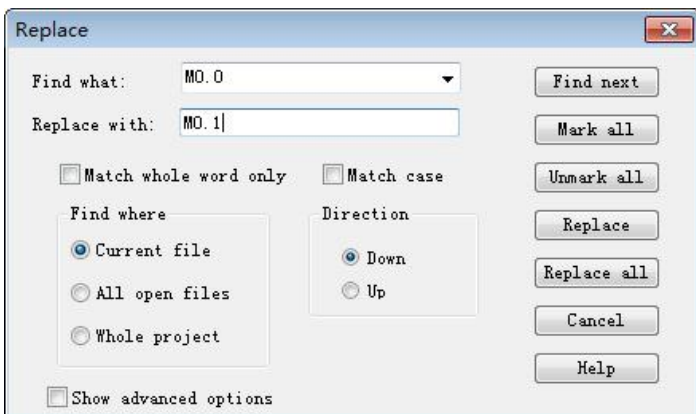 Replace
Find what: M0.0
Find next
Replace with: M0.1
Mark all
Match whole word only
Match case
Unmark all
Find where
Direction
Replace
Current file
Down
Replace all
All open files
Up
Cancel
Whole project
Help
Show advanced options